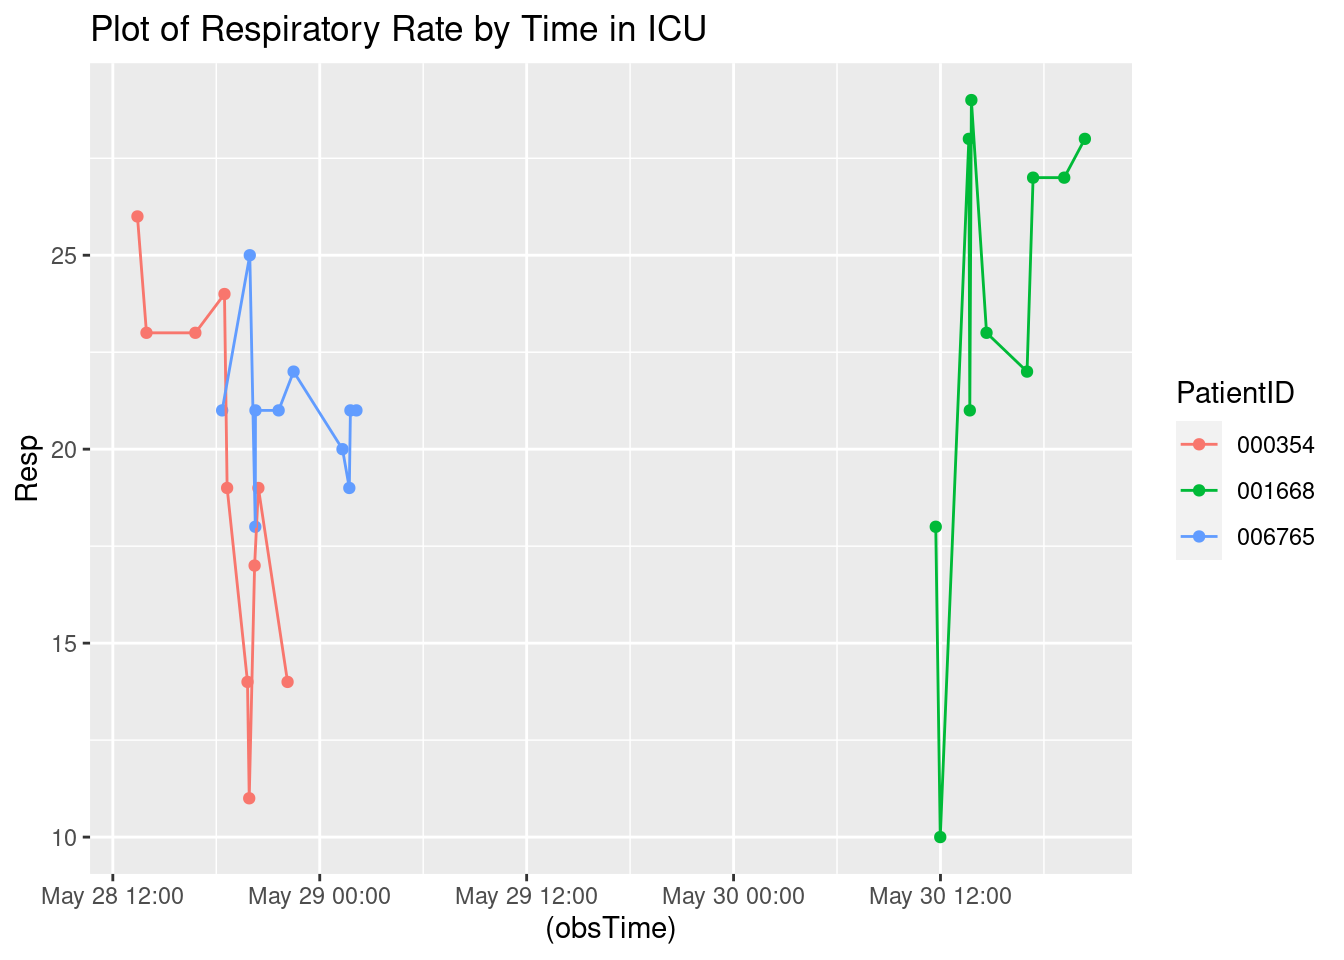 Plot of Respiratory Rate by Time in ICU
Resp
25
20
15
10
May 28 12:00
May 29 00:00
May 29 12:00
May 30 00:00
May 30 12:00
(obsTime)
PatientID
000354
001668
006765